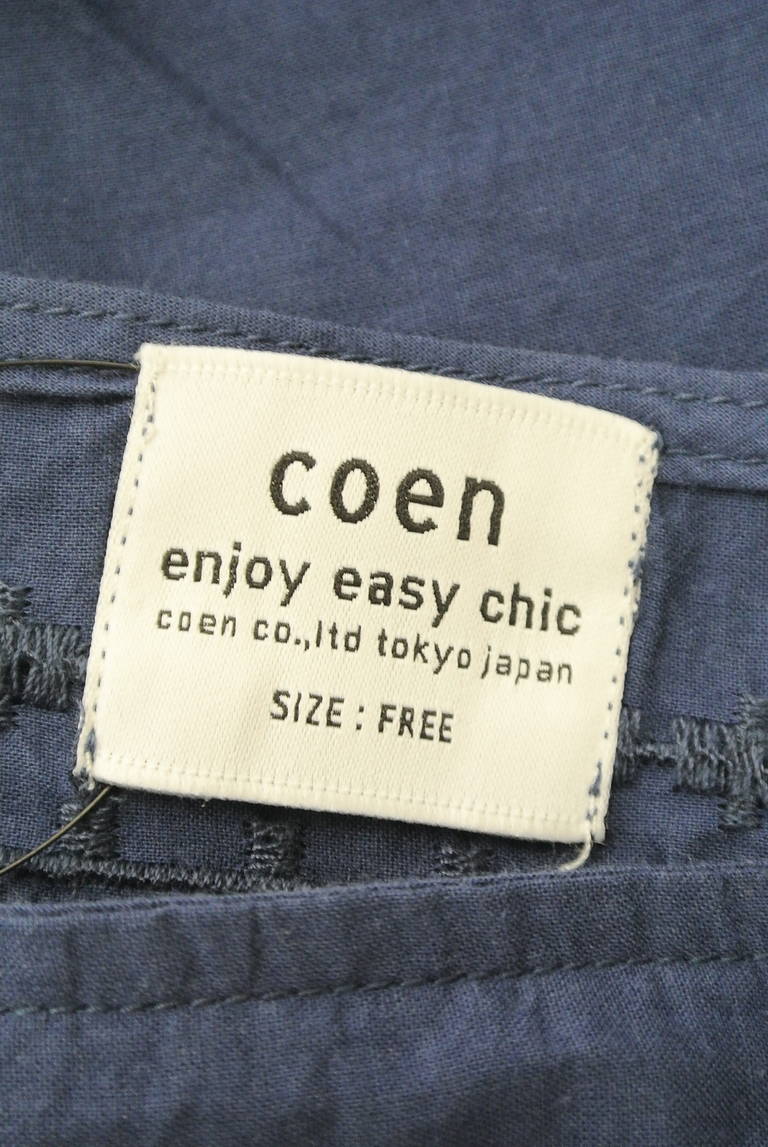 coen
enjoy easy chic
coen co.,ltd tokyo japan
SIZE : FREE